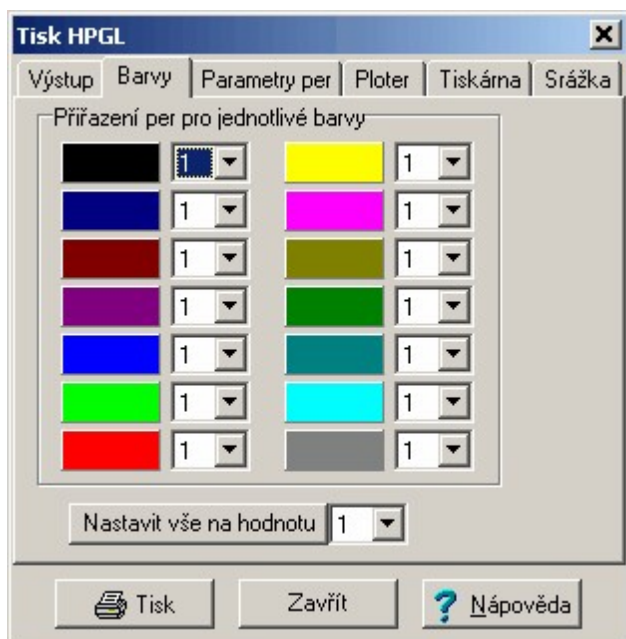 Tisk HPGL
Výstup Barvy Parametry per Ploter Tiskárna Srážka
Přiřazení per pro jednotlivé barvy
1 1
1 1
1 1
1 1
1 1
1 1
1 1
Nastavit vše na hodnotu 1
Tisk Zavřít ? Nápověda